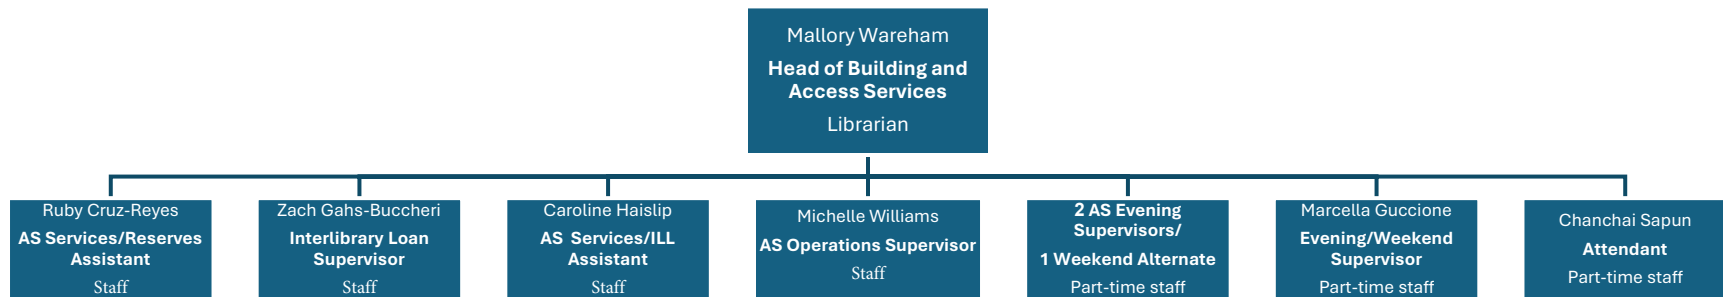 Mallory Wareham
Head of Building and
Access Services
Librarian
Ruby Cruz-Reyes
AS Services/Reserves
Assistant
Staff
Zach Gahs-Buccheri
Interlibrary Loan
Supervisor
Staff
Caroline Haislip
AS Services/ILL
Assistant
Staff
Michelle Williams
AS Operations Supervisor
Staff
2 AS Evening
Supervisors/
1 Weekend Alternate
Part-time staff
Marcella Guccione
Evening/Weekend
Supervisor
Part-time staff
Chanchai Sapun
Attendant
Part-time staff